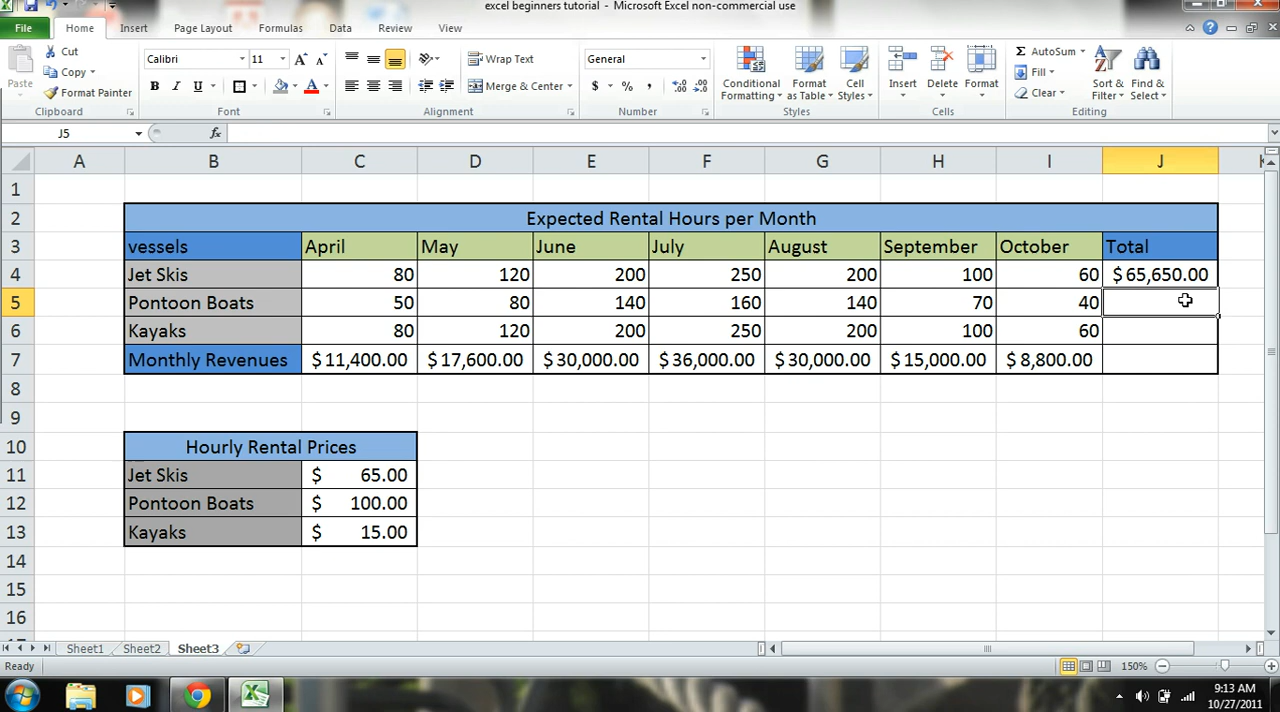 excel beginners tutorial - Microsoft Excel non-commercial use
File Home Insert Page Layout Formulas Data Review View
Paste Cut Copy Format Painter Clipboard
Calibri 11 A A B I U A Font
Wrap Text Merge & Center Alignment
General $ % , Number
Conditional Formatting Format as Table Cell Styles Styles
Insert Delete Format Cells
Σ AutoSum Fill Clear Sort & Filter Find & Select Editing
J5 fx
A B C D E F G H I J K
1
2 Expected Rental Hours per Month
3 vessels April May June July August September October Total
4 Jet Skis 80 120 200 250 200 100 60 $65,650.00
5 Pontoon Boats 50 80 140 160 140 70 40
6 Kayaks 80 120 200 250 200 100 60
7 Monthly Revenues $11,400.00 $17,600.00 $30,000.00 $36,000.00 $30,000.00 $15,000.00 $8,800.00
8
9
10 Hourly Rental Prices
11 Jet Skis $ 65.00
12 Pontoon Boats $ 100.00
13 Kayaks $ 15.00
14
15
16
Sheet1 Sheet2 Sheet3
Ready 150%
9:13 AM
10/27/2011